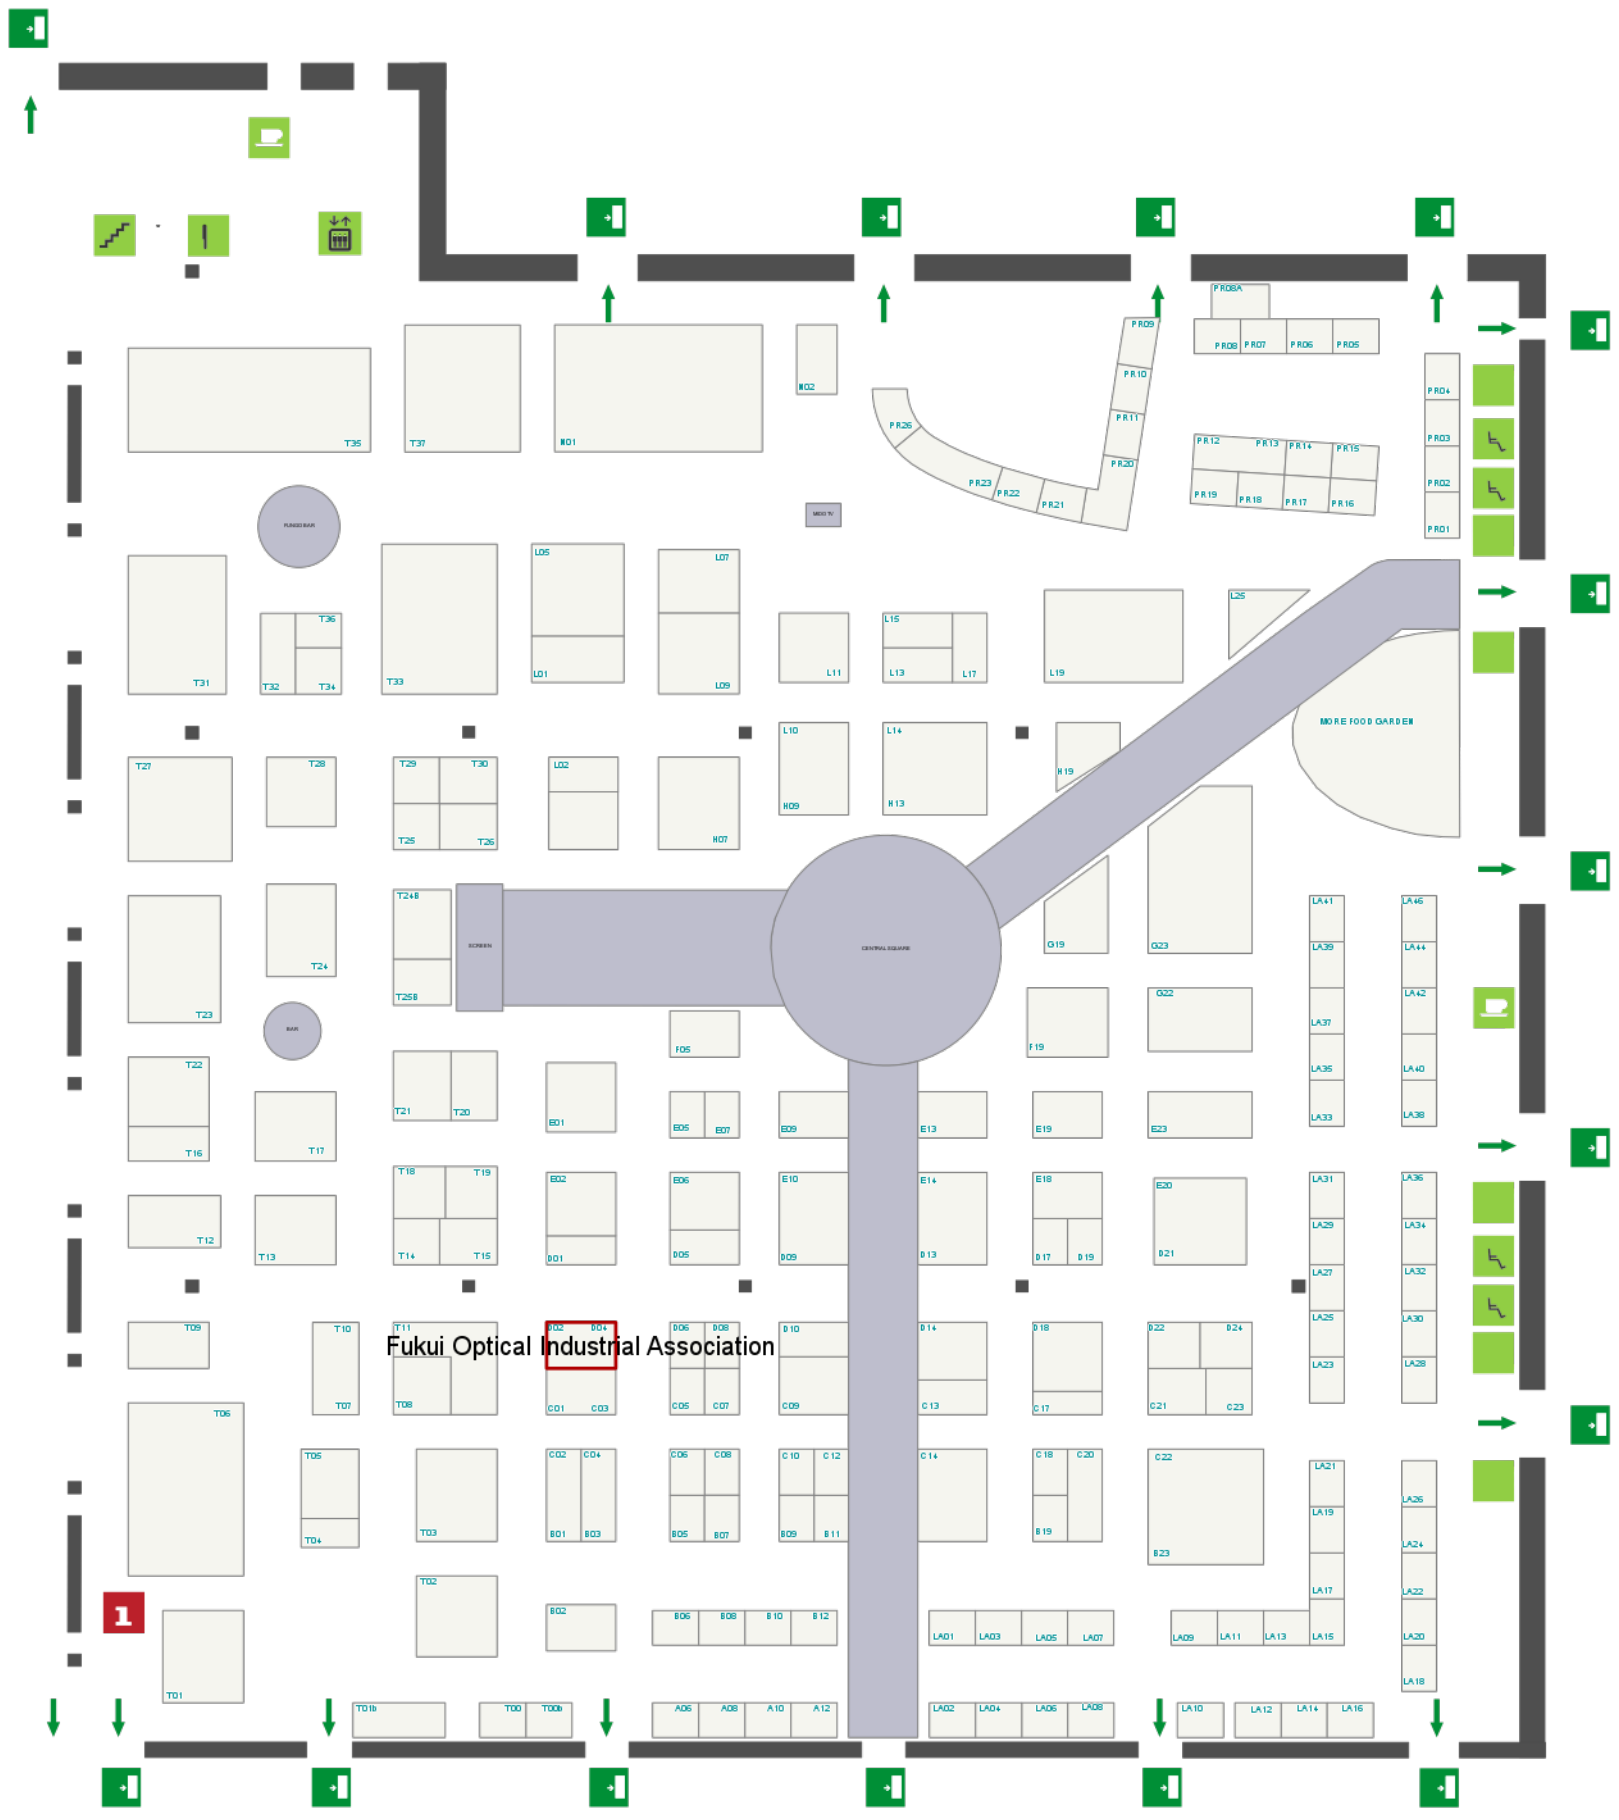 PR08A
PR09
PR08 PR07 PR06 PR05
PR10
PR04
M02
PR11
PR26
T35 T37 M01
PR12 PR13 PR14 PR15
PR03
PR20
PR23
PR22
PR21
PR19 PR18 PR17 PR16
PR02
MIDO TV
FUNGO BAR
PR01
L05 L07
L25
T36 L15
T31 T32 T34 T33 L01 L09 L11 L13 L17 L19
MORE FOOD GARDEN
L10 L14
T27 T28 T29 T30 L02 H19
H09 H13
T25 T26 H07
T24B LA41 LA46
SCREEN CENTRAL SQUARE G19 G23 LA39 LA44
T24
T25B G22 LA42
T23 LA37
BAR
F05 F19
T22 LA35 LA40
T21 T20 E01 E05 E07 E09 E13 E19 E23 LA33 LA38
T16 T17
T18 T19 E02 E06 E10 E14 E18 E20 LA31 LA36
LA29 LA34
T12 T13 T14 T15 D01 D05 D09 D13 D17 D19 D21
LA27 LA32
LA25 LA30
T09 T10 T11 D02 D04 D06 D08 D10 D14 D18 D22 D24
Fukui Optical Industrial Association
LA23 LA28
T06 T07 T08 C01 C03 C05 C07 C09 C13 C17 C21 C23
T05 C02 C04 C06 C08 C10 C12 C14 C18 C20 C22
LA21
LA26
LA19
T04 T03 B01 B03 B05 B07 B09 B11 B19 B23
LA24
T02 LA17 LA22
B02 B06 B08 B10 B12
LA01 LA03 LA05 LA07 LA09 LA11 LA13 LA15 LA20
LA18
T01 T01b T00 T00b A06 A08 A10 A12 LA02 LA04 LA06 LA08 LA10 LA12 LA14 LA16